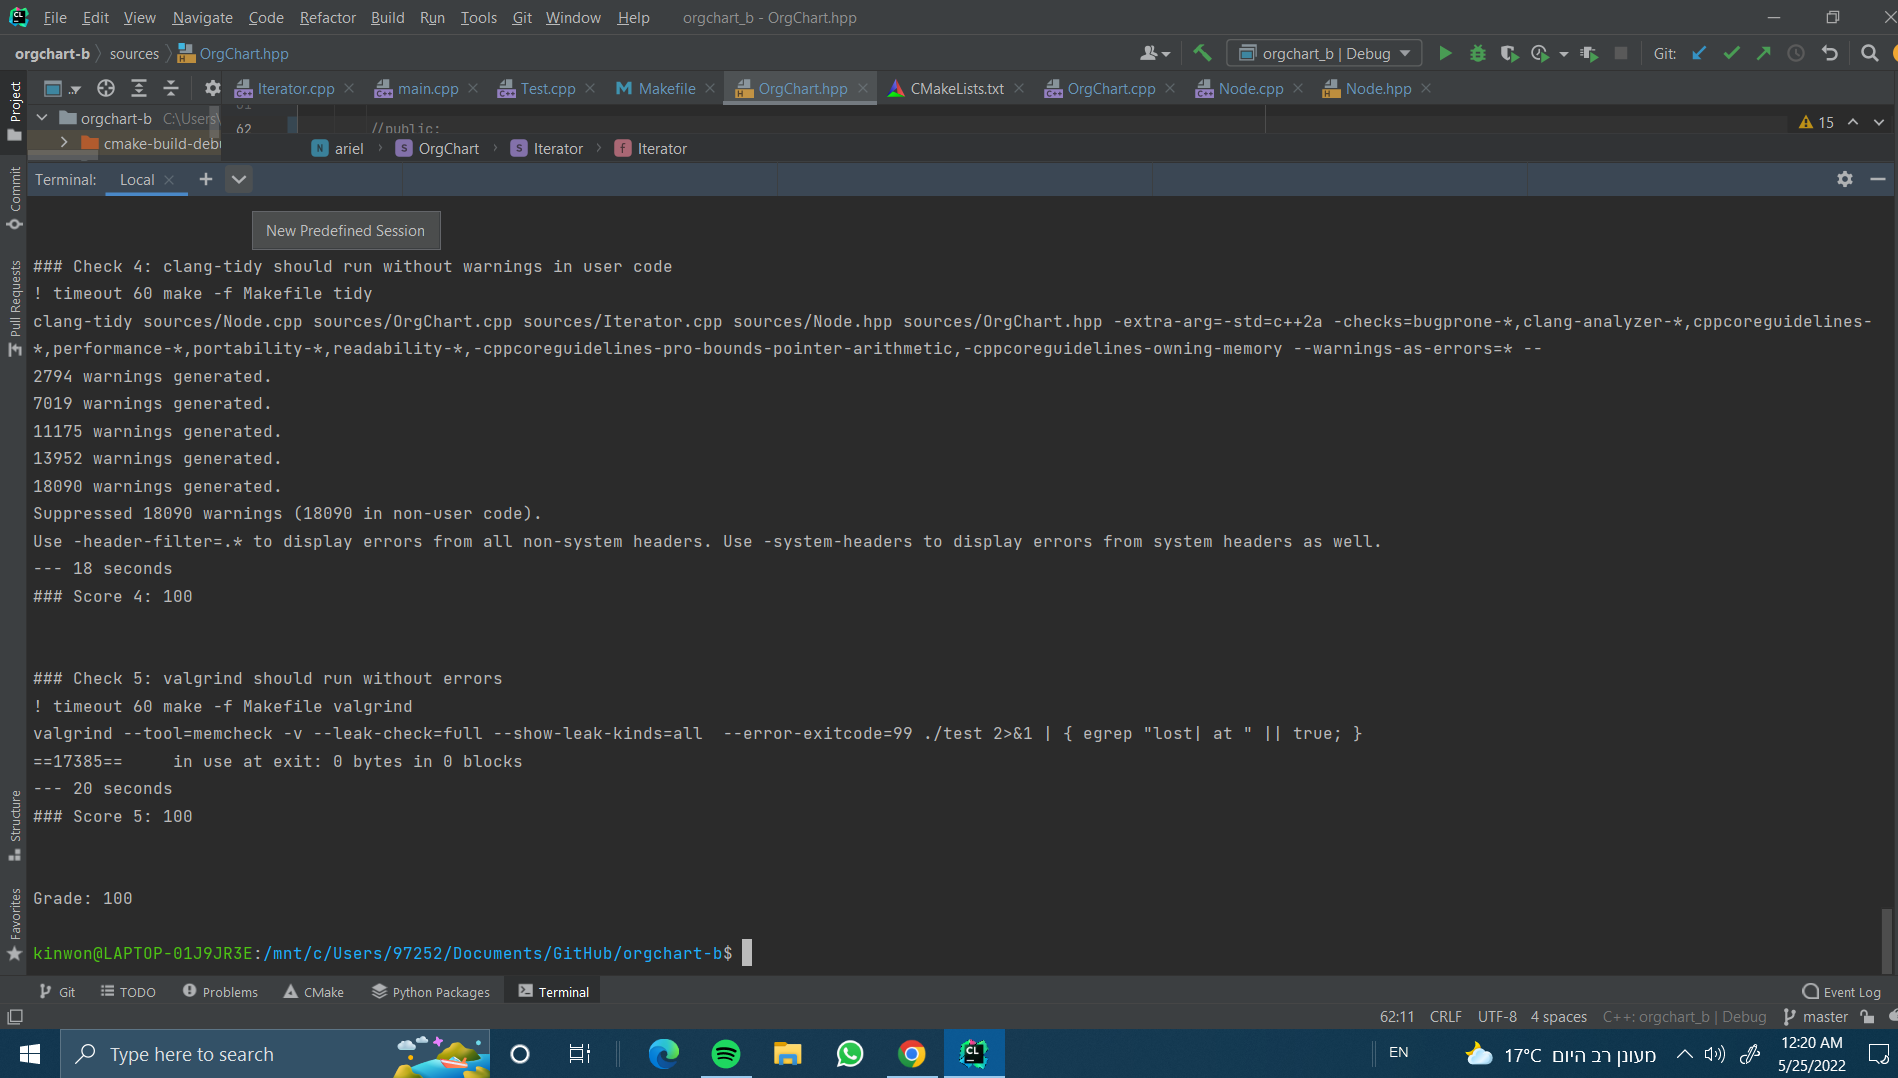 File Edit View Navigate Code Refactor Build Run Tools Git Window Help orgchart_b - OrgChart.hpp
orgchart-b sources OrgChart.hpp orgchart_b | Debug Git:
Project
Iterator.cpp main.cpp Test.cpp Makefile OrgChart.hpp CMakeLists.txt OrgChart.cpp Node.cpp Node.hpp
orgchart-b C:\Users\
62 //public:
15
cmake-build-debu
ariel OrgChart Iterator Iterator
Terminal: Local
New Predefined Session
Commit
Pull Requests
### Check 4: clang-tidy should run without warnings in user code
! timeout 60 make -f Makefile tidy
clang-tidy sources/Node.cpp sources/OrgChart.cpp sources/Iterator.cpp sources/Node.hpp sources/OrgChart.hpp -extra-arg=-std=c++2a -checks=bugprone-*,clang-analyzer-*,cppcoreguidelines-
*,performance-*,portability-*,readability-*,-cppcoreguidelines-pro-bounds-pointer-arithmetic,-cppcoreguidelines-owning-memory --warnings-as-errors=* --
2794 warnings generated.
7019 warnings generated.
11175 warnings generated.
13952 warnings generated.
18090 warnings generated.
Suppressed 18090 warnings (18090 in non-user code).
Use -header-filter=.* to display errors from all non-system headers. Use -system-headers to display errors from system headers as well.
--- 18 seconds
### Score 4: 100
### Check 5: valgrind should run without errors
! timeout 60 make -f Makefile valgrind
valgrind --tool=memcheck -v --leak-check=full --show-leak-kinds=all  --error-exitcode=99 ./test 2>&1 | { egrep "lost| at " || true; }
==17385==     in use at exit: 0 bytes in 0 blocks
--- 20 seconds
### Score 5: 100
Structure
Favorites
Grade: 100
kinwon@LAPTOP-01J9JR3E:/mnt/c/Users/97252/Documents/GitHub/orgchart-b$
Git TODO Problems CMake Python Packages Terminal Event Log
62:11 CRLF UTF-8 4 spaces C++: orgchart_b | Debug master
Type here to search
EN 17°C מעונן רב היום 12:20 AM
5/25/2022